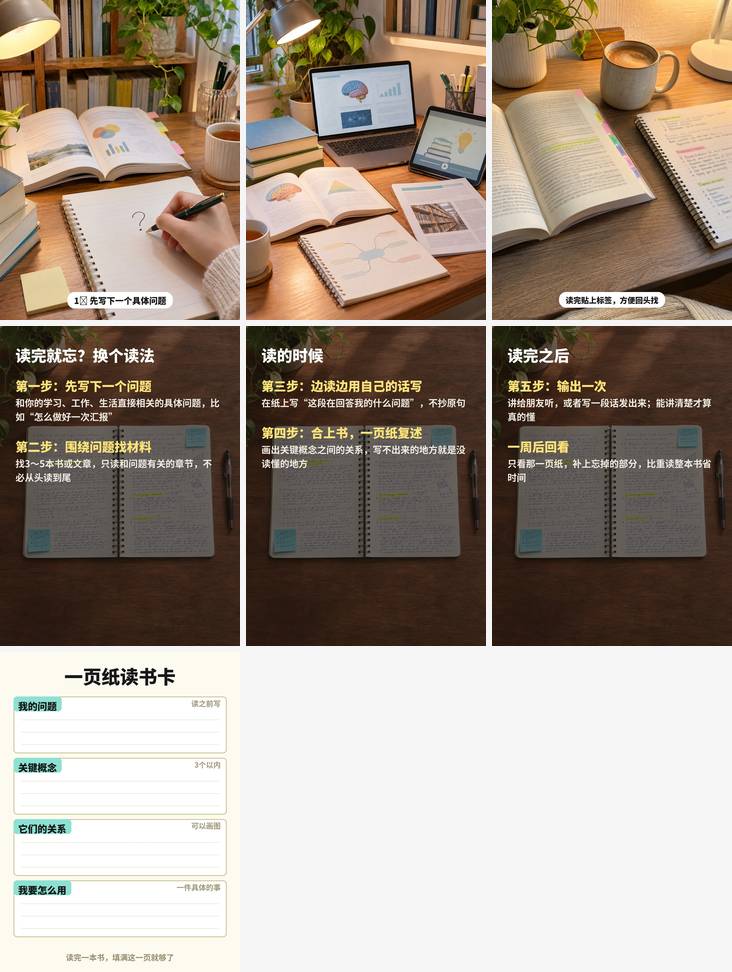 ?
1 先写下一个具体问题
读完贴上标签，方便回头找
读完就忘？换个读法
第一步：先写下一个问题
和你的学习、工作、生活直接相关的具体问题，比
如“怎么做好一次汇报”
第二步：围绕问题找材料
找3～5本书或文章，只读和问题有关的章节，不
必从头读到尾
读的时候
第三步：边读边用自己的话写
在纸上写“这段在回答我的什么问题”，不抄原句
第四步：合上书，一页纸复述
画出关键概念之间的关系，写不出来的地方就是没
读懂的地方
读完之后
第五步：输出一次
讲给朋友听，或者写一段话发出来；能讲清楚才算
真的懂
一周后回看
只看那一页纸，补上忘掉的部分，比重读整本书省
时间
一页纸读书卡
我的问题
读之前写
关键概念
3个以内
它们的关系
可以画图
我要怎么用
一件具体的事
读完一本书，填满这一页就够了